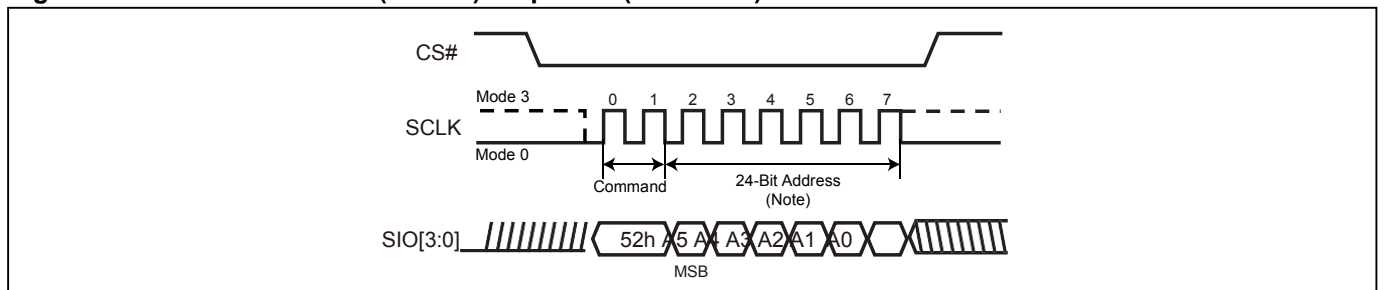 CS#
Mode 3
0 1 2 3 4 5 6 7
SCLK
Mode 0
Command
24-Bit Address
(Note)
SIO[3:0]
52h A5 A4 A3 A2 A1 A0
MSB